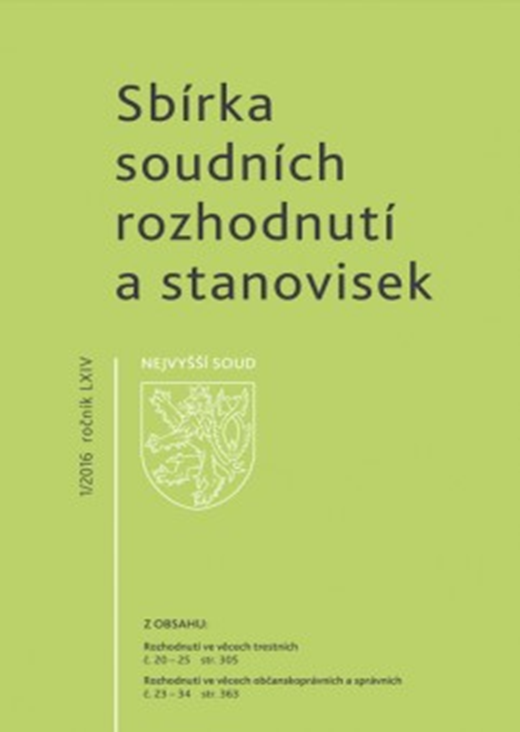 Sbírka
soudních
rozhodnutí
a stanovisek
1/2016 ročník LXIV
NEJVYŠŠÍ SOUD
Z OBSAHU:
Rozhodnutí ve věcech trestních
č. 20 – 25 str. 305
Rozhodnutí ve věcech občanskoprávních a správních
č. 23 – 34 str. 363